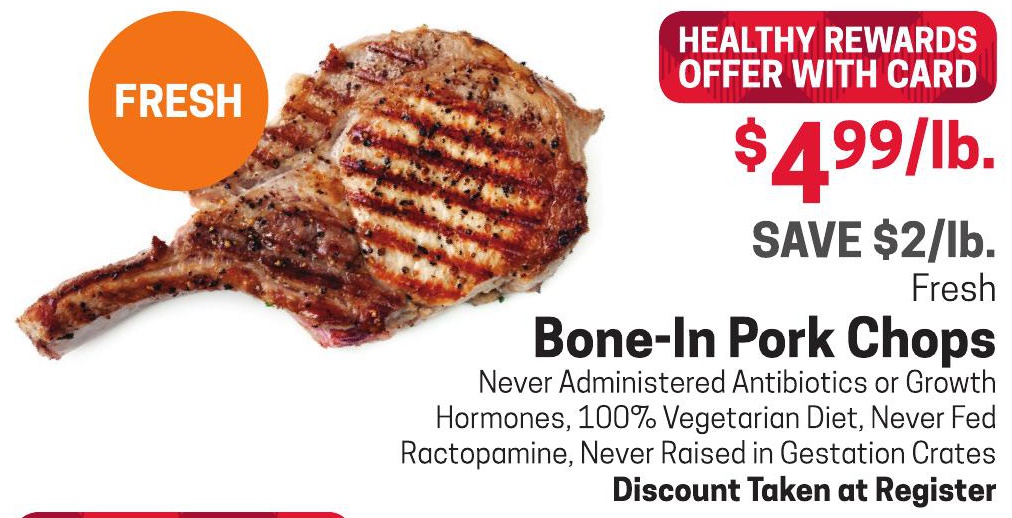 FRESH
HEALTHY REWARDS
OFFER WITH CARD
$4.99/lb.
SAVE $2/lb.
Fresh
Bone-In Pork Chops
Never Administered Antibiotics or Growth
Hormones, 100% Vegetarian Diet, Never Fed
Ractopamine, Never Raised in Gestation Crates
Discount Taken at Register